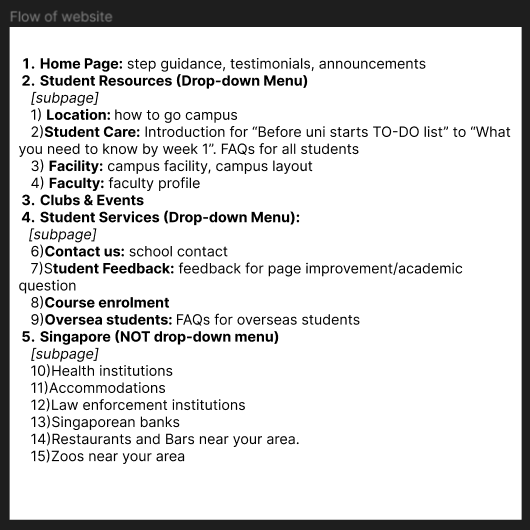 Flow of website
1. Home Page: step guidance, testimonials, announcements
2. Student Resources (Drop-down Menu)
[subpage]
1) Location: how to go campus
2)Student Care: Introduction for “Before uni starts TO-DO list” to “What
you need to know by week 1”. FAQs for all students
3) Facility: campus facility, campus layout
4) Faculty: faculty profile
3. Clubs & Events
4. Student Services (Drop-down Menu):
[subpage]
6)Contact us: school contact
7)Student Feedback: feedback for page improvement/academic
question
8)Course enrolment
9)Oversea students: FAQs for overseas students
5. Singapore (NOT drop-down menu)
[subpage]
10)Health institutions
11)Accommodations
12)Law enforcement institutions
13)Singaporean banks
14)Restaurants and Bars near your area.
15)Zoos near your area